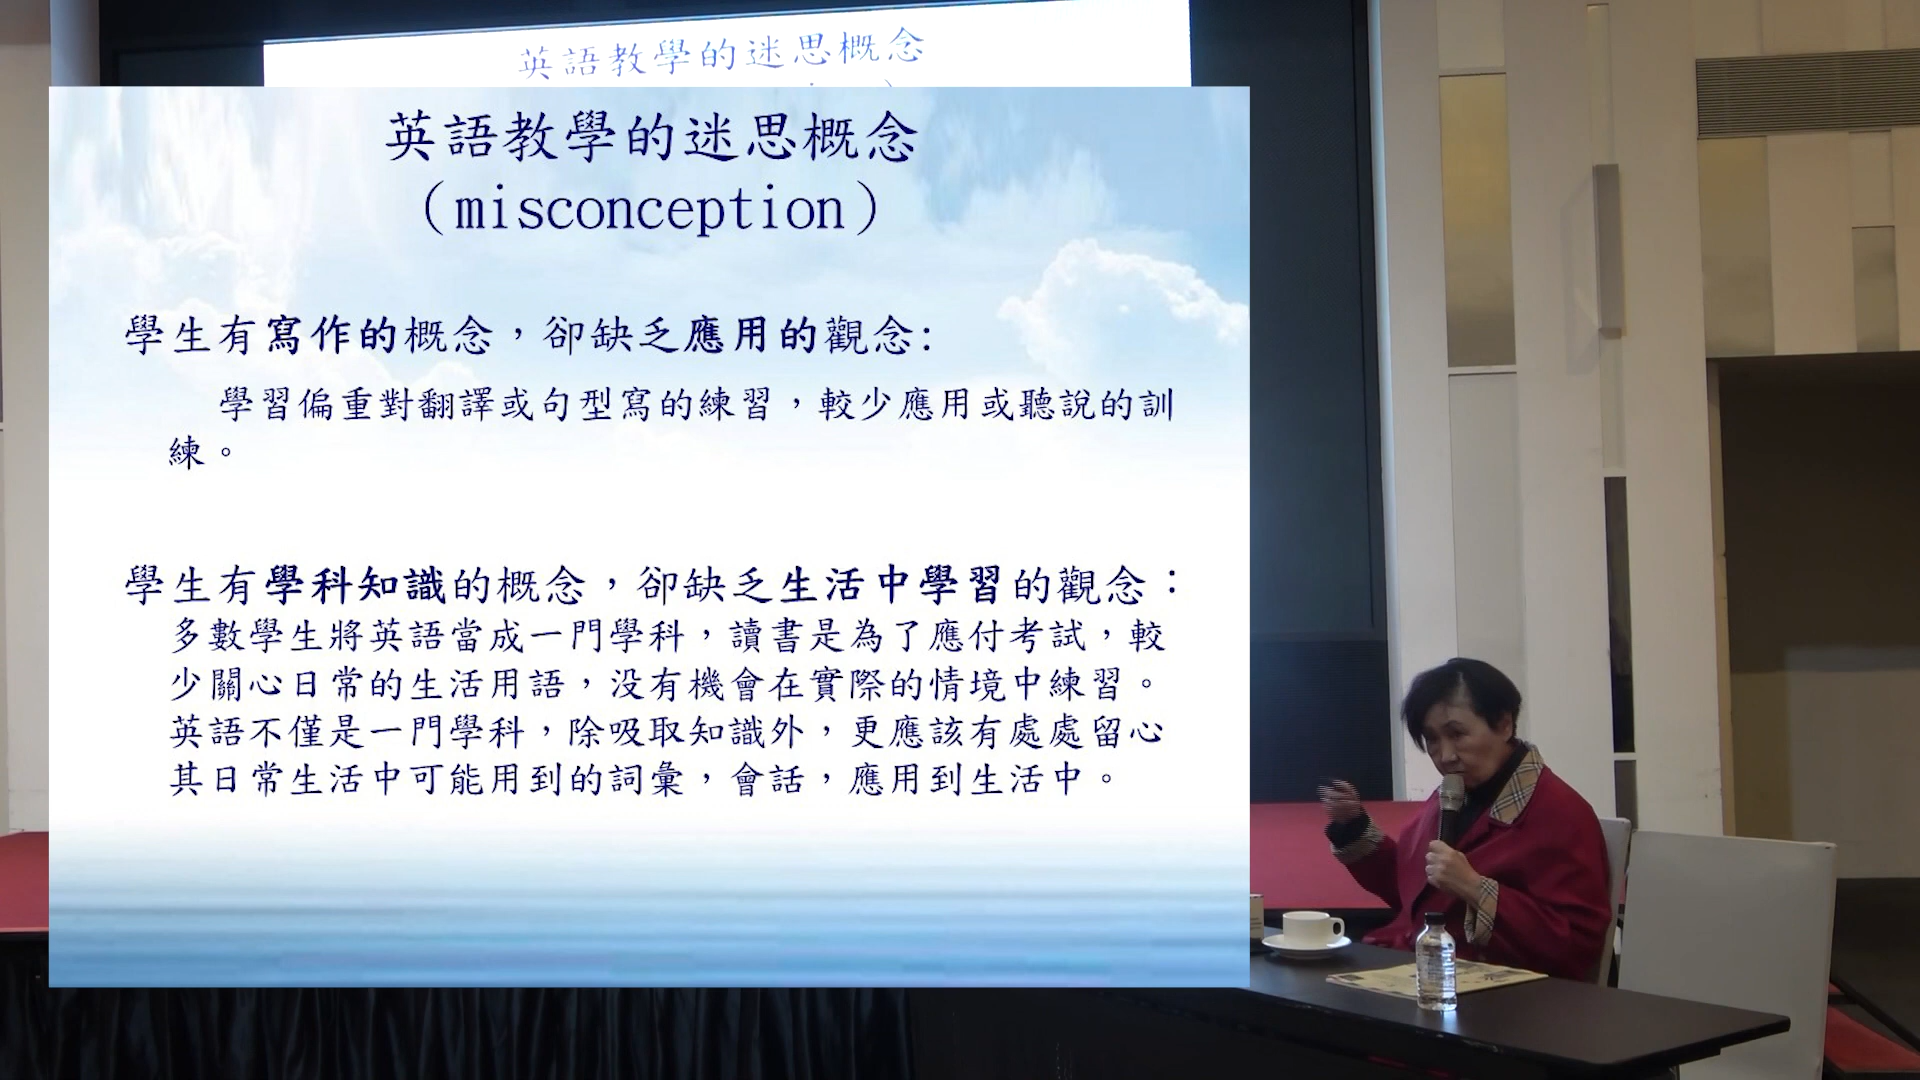 英語教學的迷思概念
英語教學的迷思概念
（misconception）
學生有寫作的概念，卻缺乏應用的觀念:
學習偏重對翻譯或句型寫的練習，較少應用或聽說的訓
練。
學生有學科知識的概念，卻缺乏生活中學習的觀念：
多數學生將英語當成一門學科，讀書是為了應付考試，較
少關心日常的生活用語，没有機會在實際的情境中練習。
英語不僅是一門學科，除吸取知識外，更應該有處處留心
其日常生活中可能用到的詞彙，會話，應用到生活中。